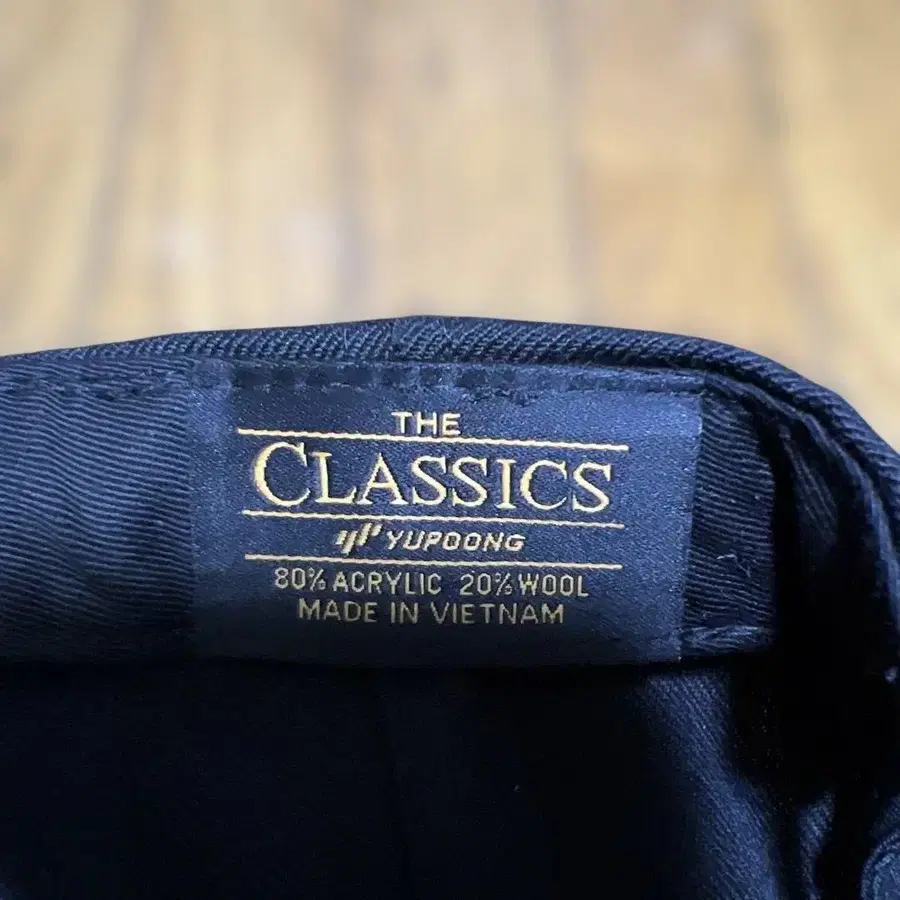 THE
CLASSICS
YUPOONG
80% ACRYLIC 20% WOOL
MADE IN VIETNAM